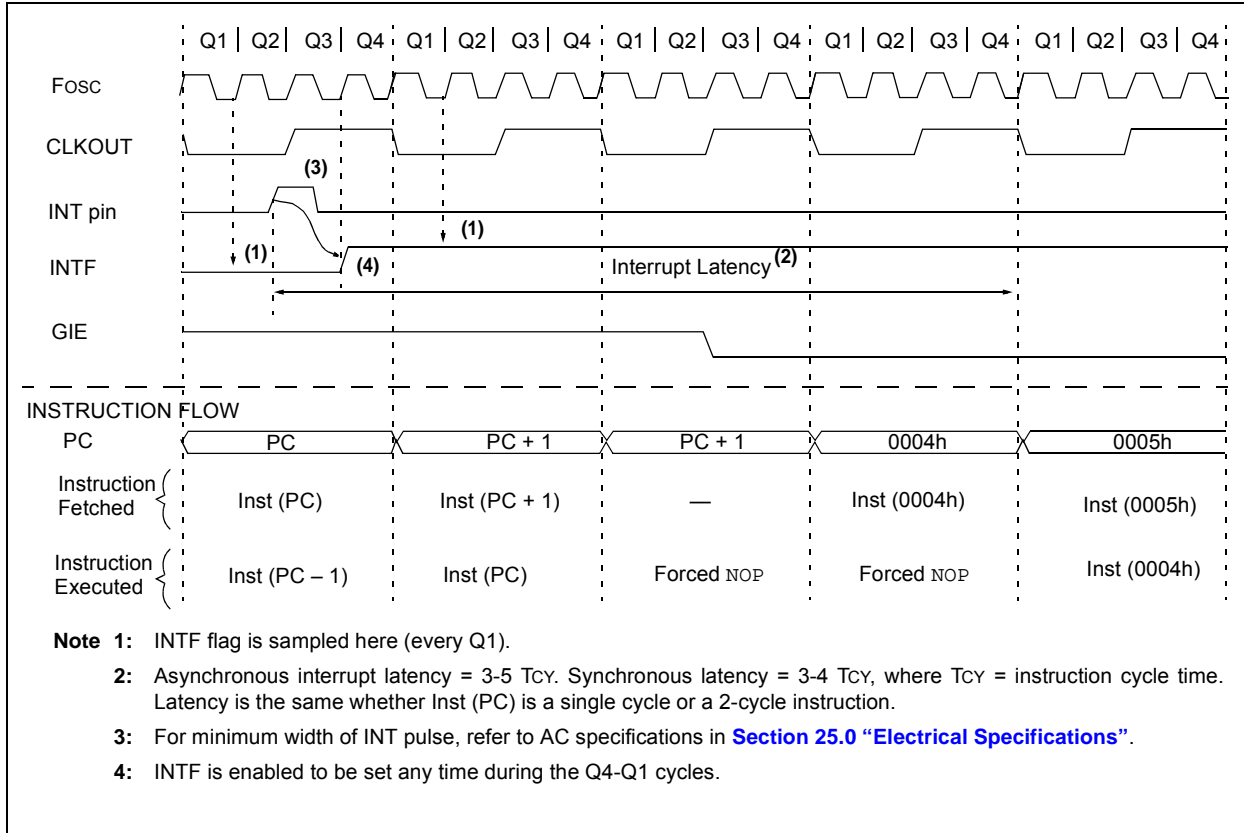 Q1 Q2 Q3 Q4 Q1 Q2 Q3 Q4 Q1 Q2 Q3 Q4 Q1 Q2 Q3 Q4 Q1 Q2 Q3 Q4
FOSC
CLKOUT
(3)
INT pin
(1)
(1)
INTF
(4)
Interrupt Latency (2)
GIE
INSTRUCTION FLOW
PC
PC
PC + 1
PC + 1
0004h
0005h
Instruction
Fetched
Inst (PC)
Inst (PC + 1)
—
Inst (0004h)
Inst (0005h)
Instruction
Executed
Inst (PC – 1)
Inst (PC)
Forced NOP
Forced NOP
Inst (0004h)
Note 1: INTF flag is sampled here (every Q1).
2: Asynchronous interrupt latency = 3-5 TCY. Synchronous latency = 3-4 TCY, where TCY = instruction cycle time.
Latency is the same whether Inst (PC) is a single cycle or a 2-cycle instruction.
3: For minimum width of INT pulse, refer to AC specifications in Section 25.0 “Electrical Specifications”.
4: INTF is enabled to be set any time during the Q4-Q1 cycles.